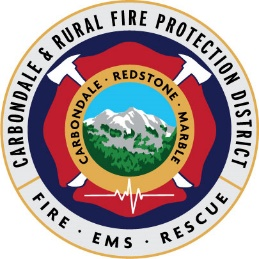 CARBONDALE & RURAL FIRE PROTECTION DISTRICT
CARBONDALE · REDSTONE · MARBLE
FIRE · EMS · RESCUE